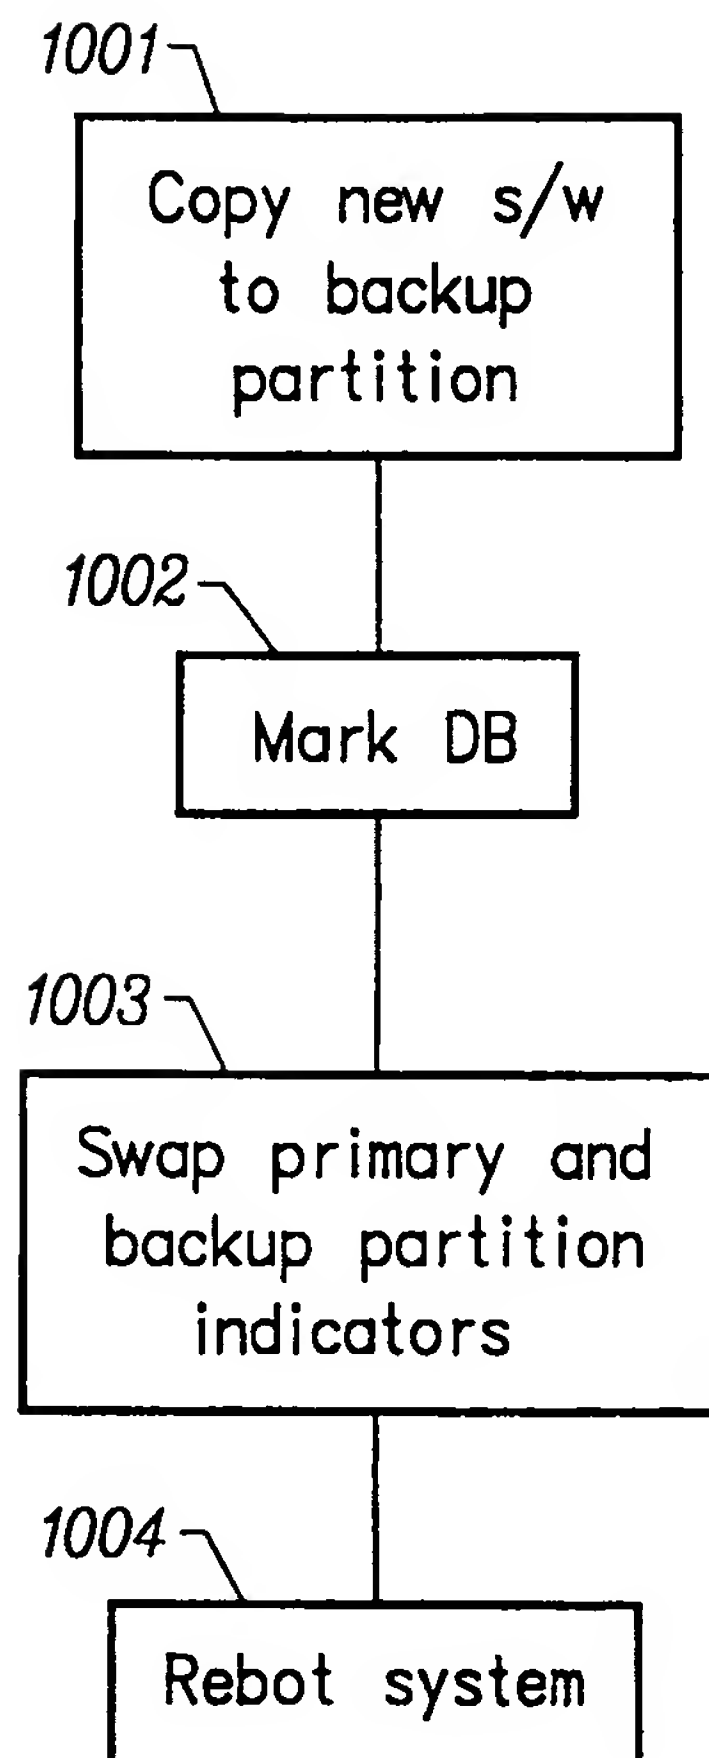 1001
Copy new s/w
to backup
partition
1002
Mark DB
1003
Swap primary and
backup partition
indicators
1004
Rebot system